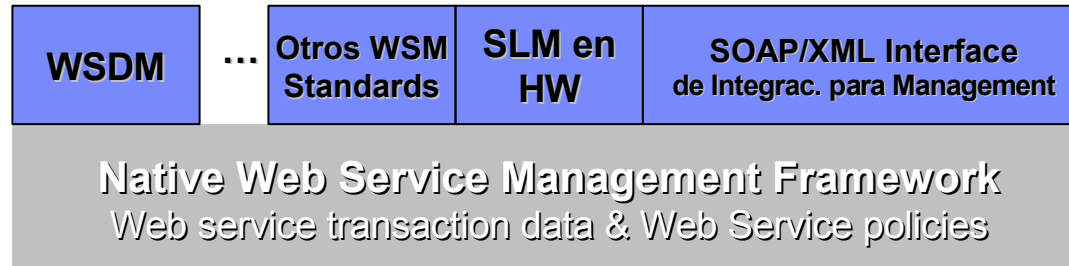 WSDM
...
Otros WSM
Standards
SLM en
HW
SOAP/XML Interface
de Integrac. para Management
Native Web Service Management Framework
Web service transaction data & Web Service policies